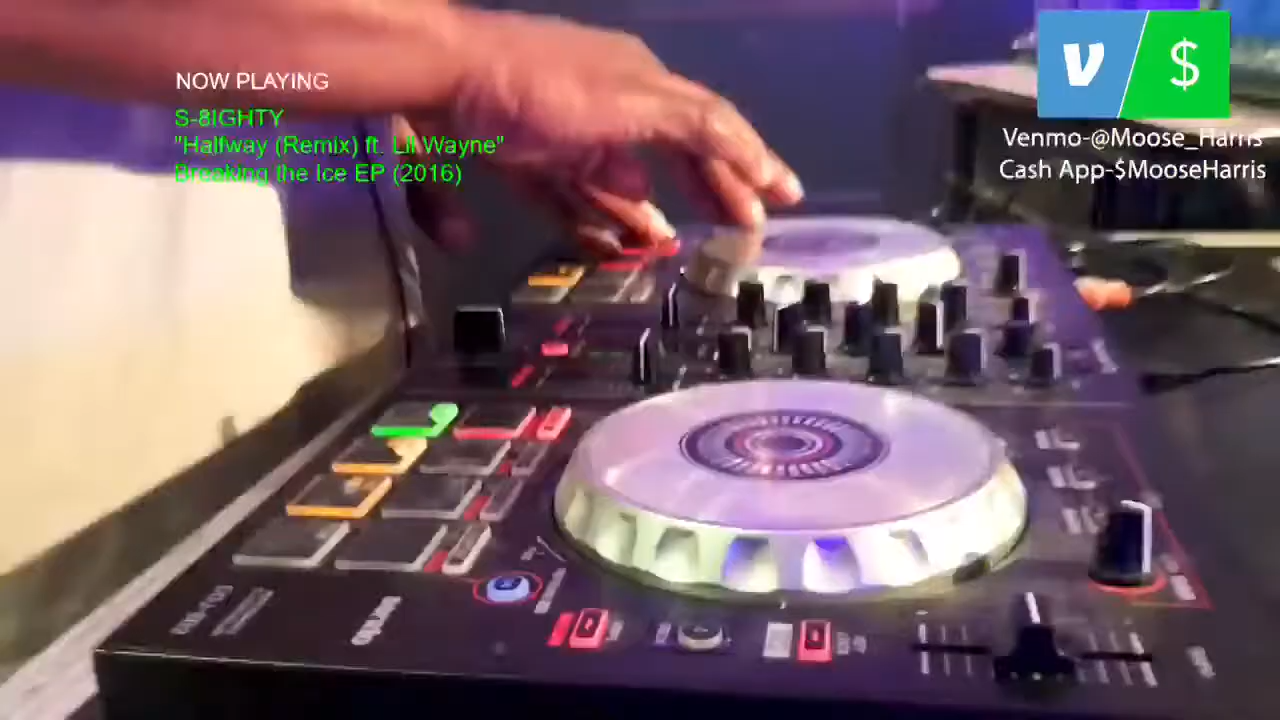 NOW PLAYING
S-8IGHTY
"Halfway (Remix) ft. Lil Wayne"
Breaking the Ice EP (2016)
V $
Venmo-@Moose_Harris
Cash App-$MooseHarris